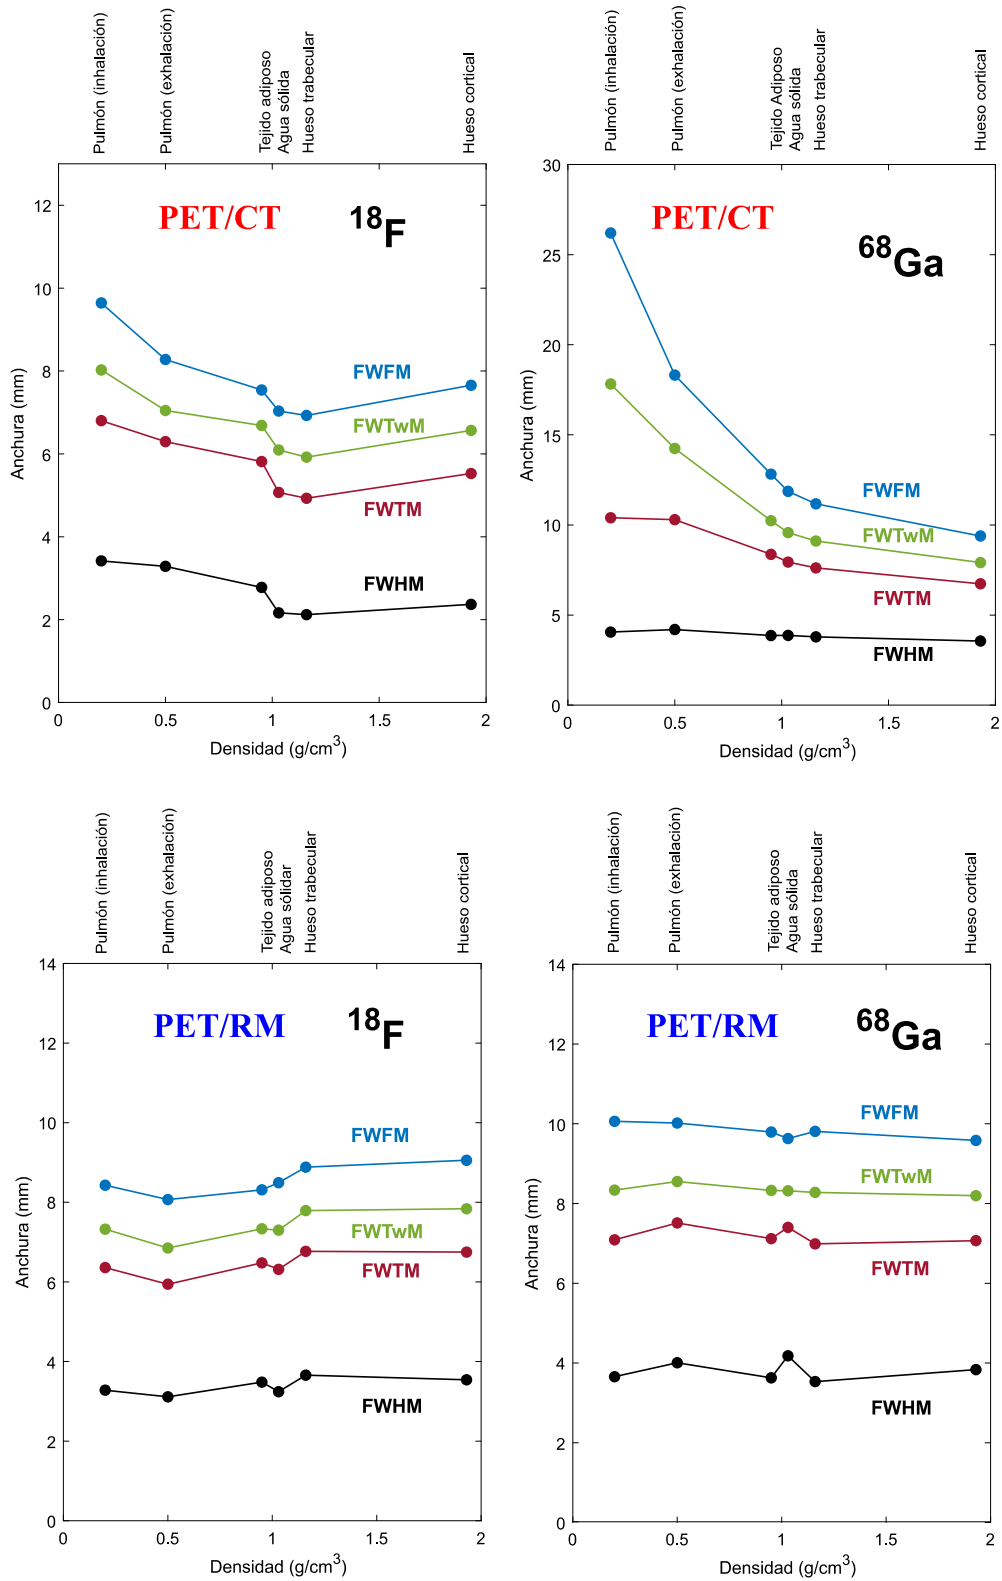 Pulmón (inhalación)
Pulmón (exhalación)
Tejido adiposo
Agua sólida
Hueso trabecular
Hueso cortical
PET/CT
18F
12
10
8
6
4
2
0
Anchura (mm)
FWFM
FWTwM
FWTM
FWHM
0
0.5
1
1.5
2
Densidad (g/cm3)
Pulmón (inhalación)
Pulmón (exhalación)
Tejido Adiposo
Agua sólida
Hueso trabecular
Hueso cortical
PET/CT
68Ga
30
25
20
15
10
5
0
Anchura (mm)
FWFM
FWTwM
FWTM
FWHM
0
0.5
1
1.5
2
Densidad (g/cm3)
Pulmón (inhalación)
Pulmón (exhalación)
Tejido adiposo
Agua sólidar
Hueso trabecular
Hueso cortical
PET/RM
18F
14
12
10
8
6
4
2
0
Anchura (mm)
FWFM
FWTwM
FWTM
FWHM
0
0.5
1
1.5
2
Densidad (g/cm3)
Pulmón (inhalación)
Pulmón (exhalación)
Tejido adiposo
Agua sólida
Hueso trabecular
Hueso cortical
PET/RM
68Ga
14
12
10
8
6
4
2
0
Anchura (mm)
FWFM
FWTwM
FWTM
FWHM
0
0.5
1
1.5
2
Densidad (g/cm3)